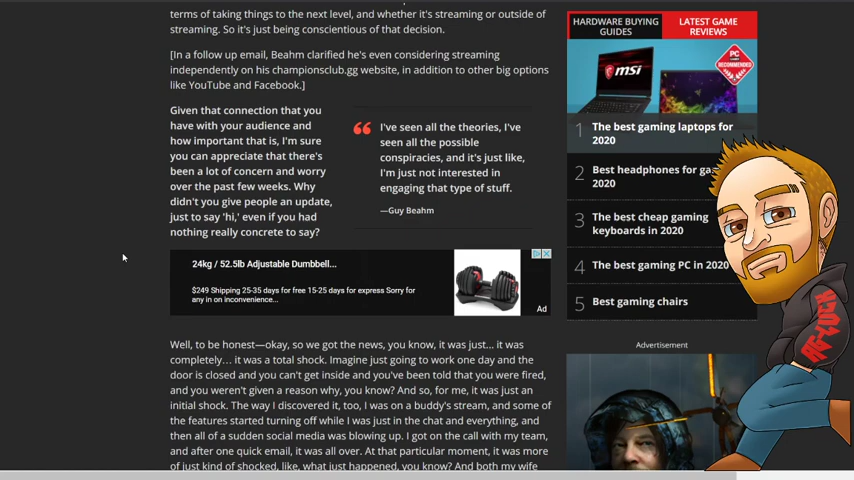 terms of taking things to the next level, and whether it's streaming or outside of
streaming. So it's just being conscientious of that decision.
[In a follow up email, Beahm clarified he's even considering streaming
independently on his championsclub.gg website, in addition to other big options
like YouTube and Facebook.]
Given that connection that you
have with your audience and
how important that is, I'm sure
you can appreciate that there's
been a lot of concern and worry
over the past few weeks. Why
didn't you give people an update,
just to say 'hi,' even if you had
nothing really concrete to say?
I've seen all the theories, I've
seen all the possible
conspiracies, and it's just like,
I'm just not interested in
engaging that type of stuff.
—Guy Beahm
24kg / 52.5lb Adjustable Dumbbell...
$249 Shipping 25-35 days for free 15-25 days for express Sorry for
any in on inconvenience...
Ad
Well, to be honest—okay, so we got the news, you know, it was just... it was
completely... it was a total shock. Imagine just going to work one day and the
door is closed and you can't get inside and you've been told that you were fired,
and you weren't given a reason why, you know? And so, for me, it was just an
initial shock. The way I discovered it, too, I was on a buddy's stream, and some of
the features started turning off while I was just in the chat and everything, and
then all of a sudden social media was blowing up. I got on the call with my team,
and after one quick email, it was all over. At that particular moment, it was more
of just kind of shocked, like, what just happened, you know? And both my wife
HARDWARE BUYING
GUIDES
LATEST GAME
REVIEWS
PC
RECOMMENDED
msi
1 The best gaming laptops for
2020
2 Best headphones for
2020
3 The best cheap gaming
keyboards in 2020
4 The best gaming PC in 2020
5 Best gaming chairs
Advertisement